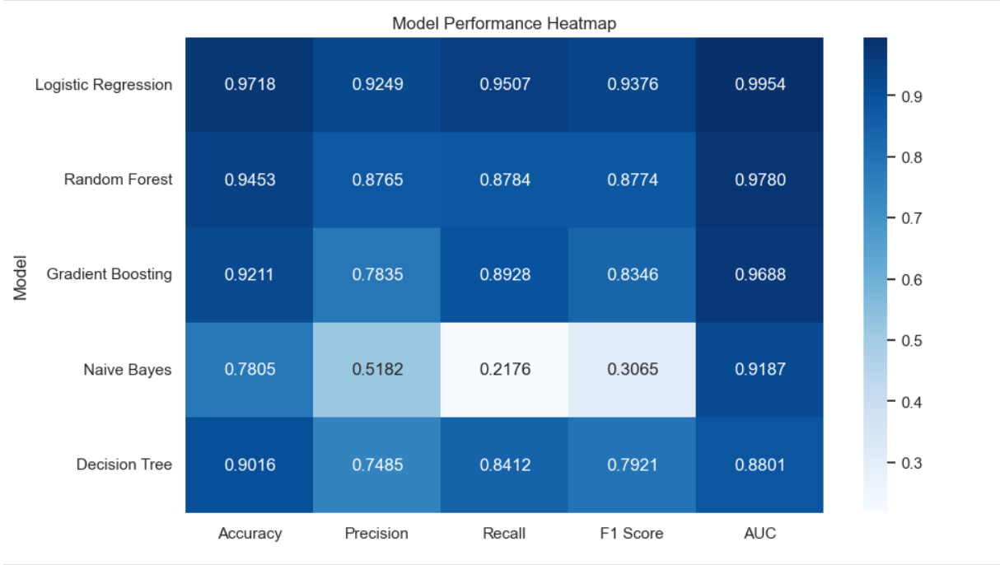 Model Performance Heatmap
Logistic Regression 0.9718 0.9249 0.9507 0.9376 0.9954
Random Forest 0.9453 0.8765 0.8784 0.8774 0.9780
Gradient Boosting 0.9211 0.7835 0.8928 0.8346 0.9688
Naive Bayes 0.7805 0.5182 0.2176 0.3065 0.9187
Decision Tree 0.9016 0.7485 0.8412 0.7921 0.8801
Accuracy Precision Recall F1 Score AUC
Model
0.9
0.8
0.7
0.6
0.5
0.4
0.3